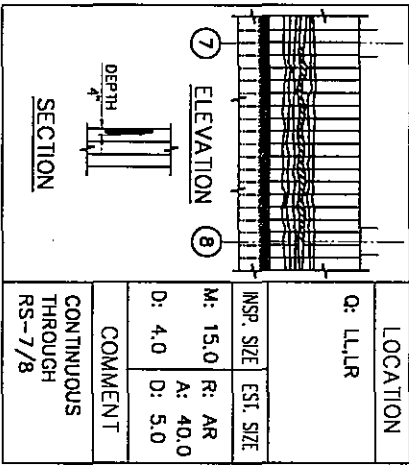 7
8
ELEVATION
DEPTH
4"
SECTION
LOCATION
Q: LL,LR
INSP. SIZE EST. SIZE
M: 15.0 R: AR
A: 40.0
D: 4.0 D: 5.0
COMMENT
CONTINUOUS
THROUGH
RS-7/8